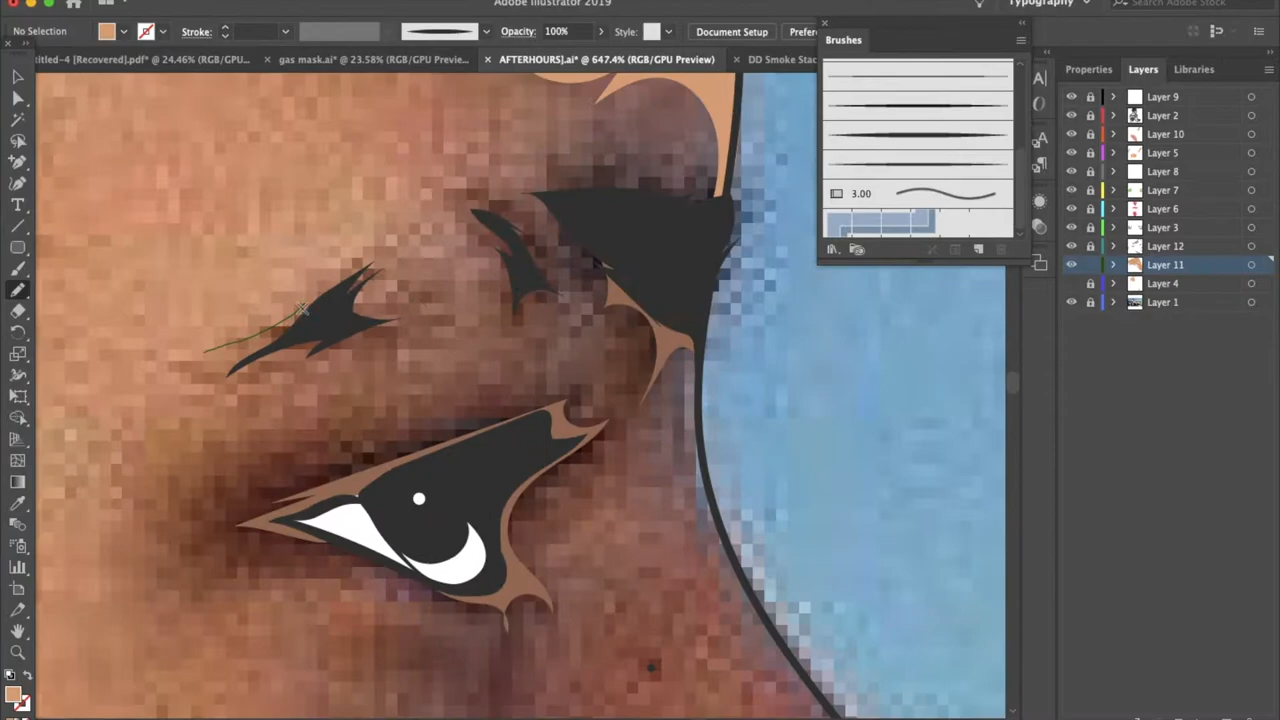 Adobe Illustrator 2019
Typography
Search Adobe Stock
No Selection
Stroke:
Opacity: 100%
Style:
Document Setup
Prefere
ntitled-4 [Recovered].pdf* @ 24.46% (RGB/GPU...
gas mask.ai* @ 23.58% (RGB/GPU Previe...
AFTERHOURS].ai* @ 647.4% (RGB/GPU Preview)
DD Smoke Stac
Brushes
3.00
Properties
Layers
Libraries
Layer 9
Layer 2
Layer 10
Layer 5
Layer 8
Layer 7
Layer 6
Layer 3
Layer 12
Layer 11
Layer 4
Layer 1